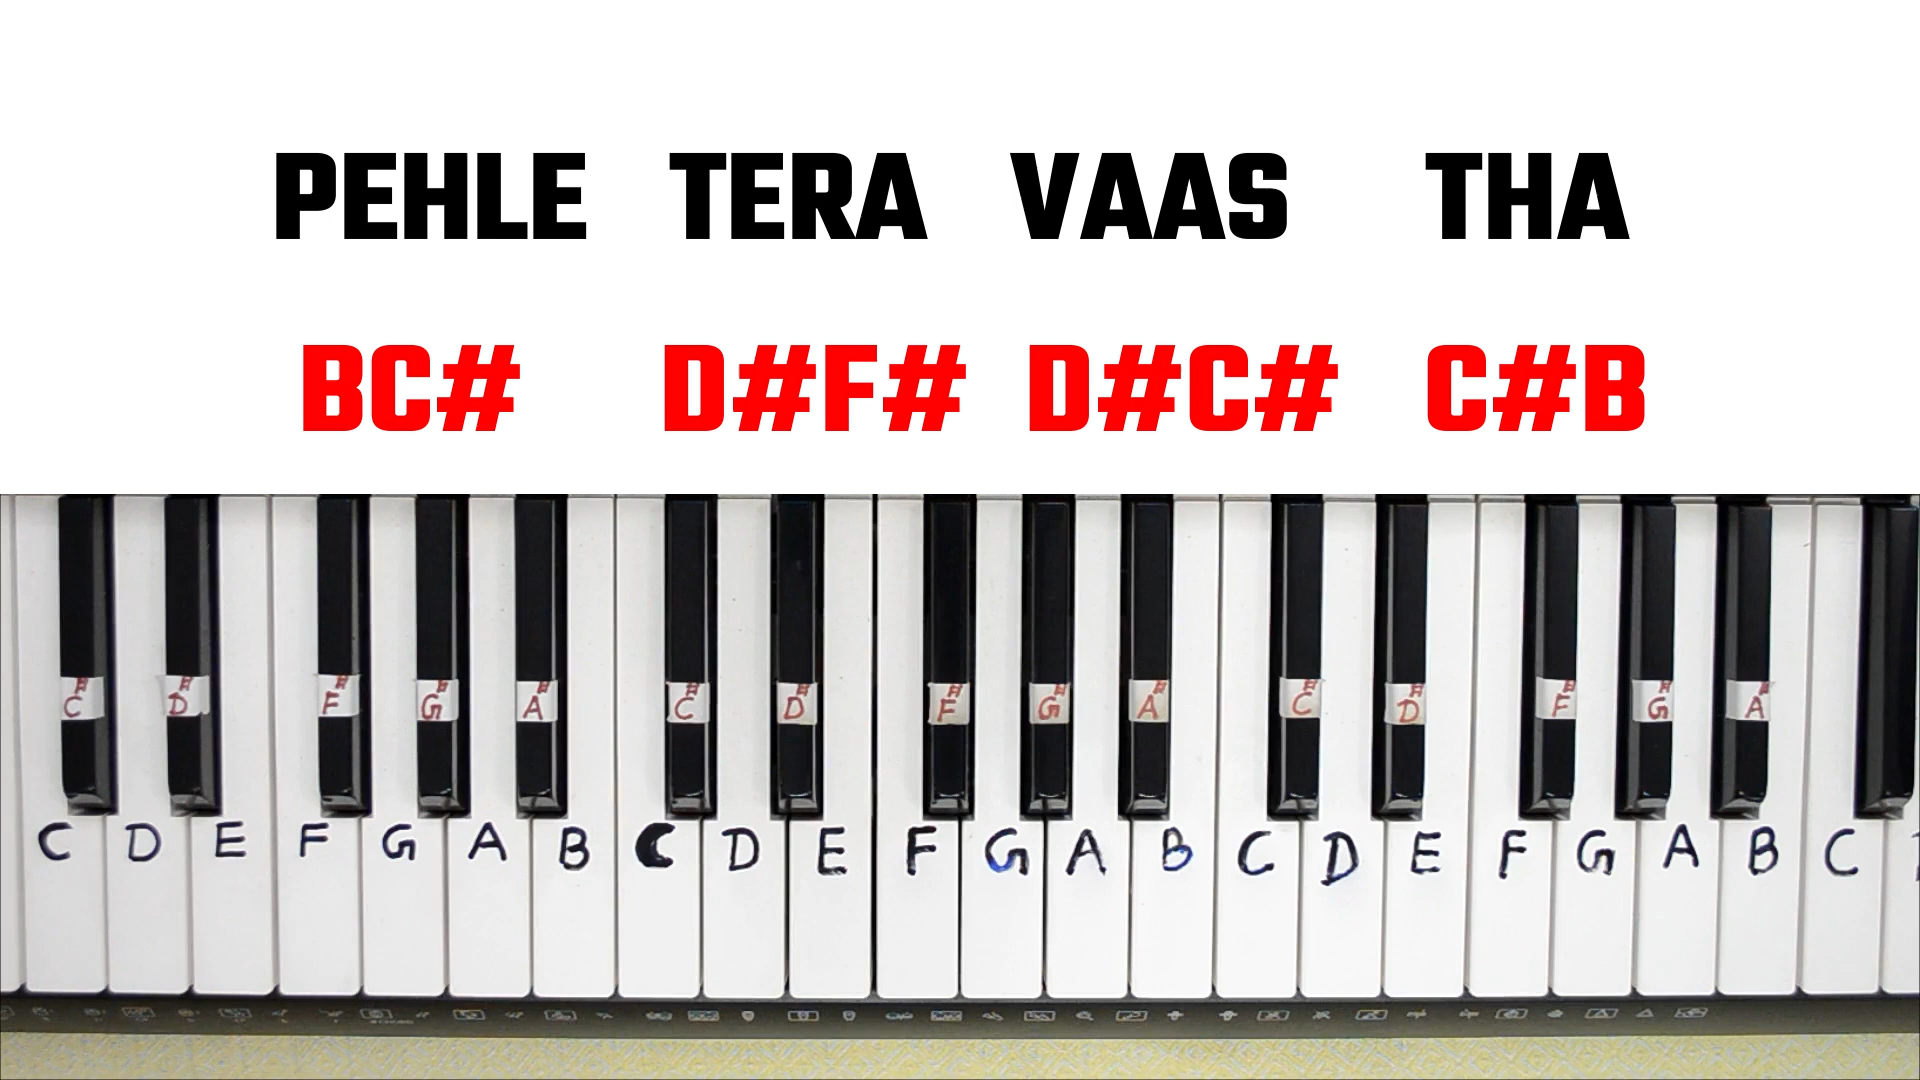 PEHLE TERA VAAS THA
BC# D#F# D#C# C#B
C# D# F# G# A# C# D# F# G# A# C# D# F# G# A#
C D E F G A B C D E F G A B C D E F G A B C